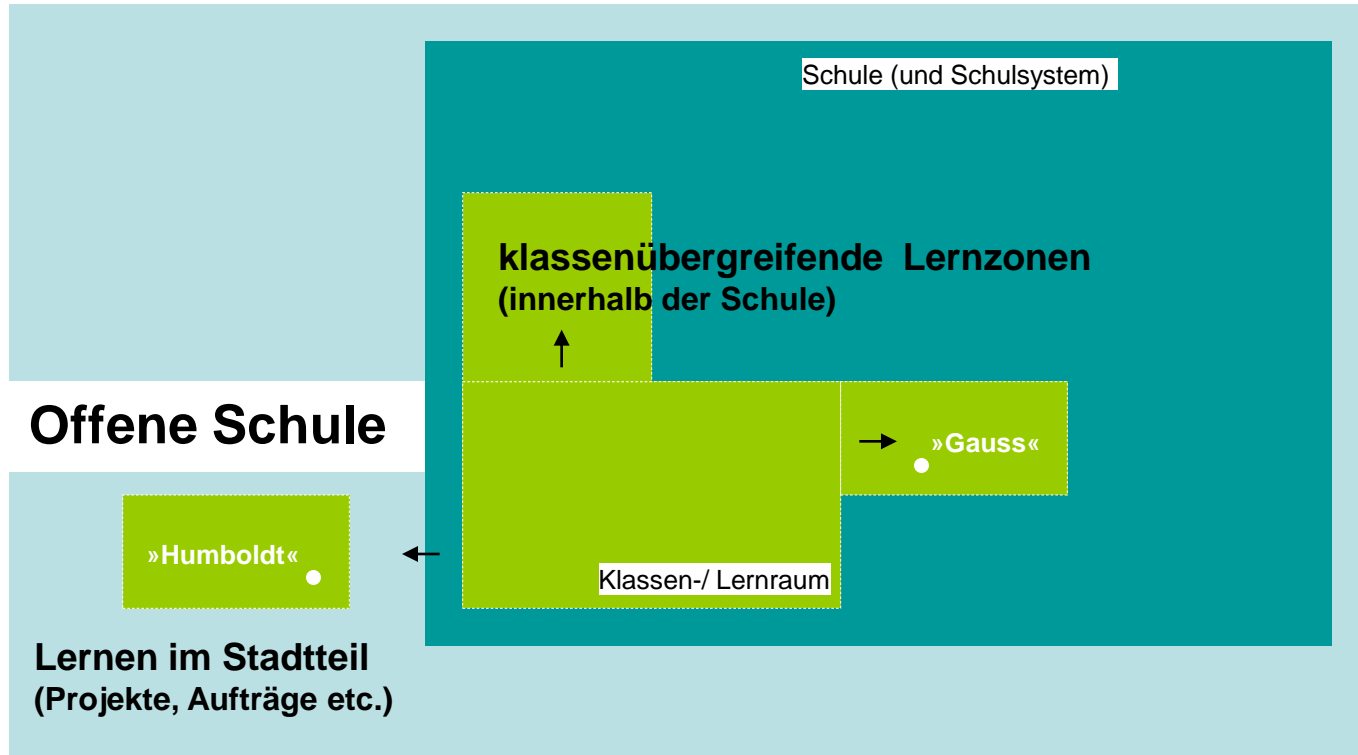 Schule (und Schulsystem)
klassenübergreifende Lernzonen
(innerhalb der Schule)
Offene Schule
»Gauss«
»Humboldt«
Klassen-/ Lernraum
Lernen im Stadtteil
(Projekte, Aufträge etc.)